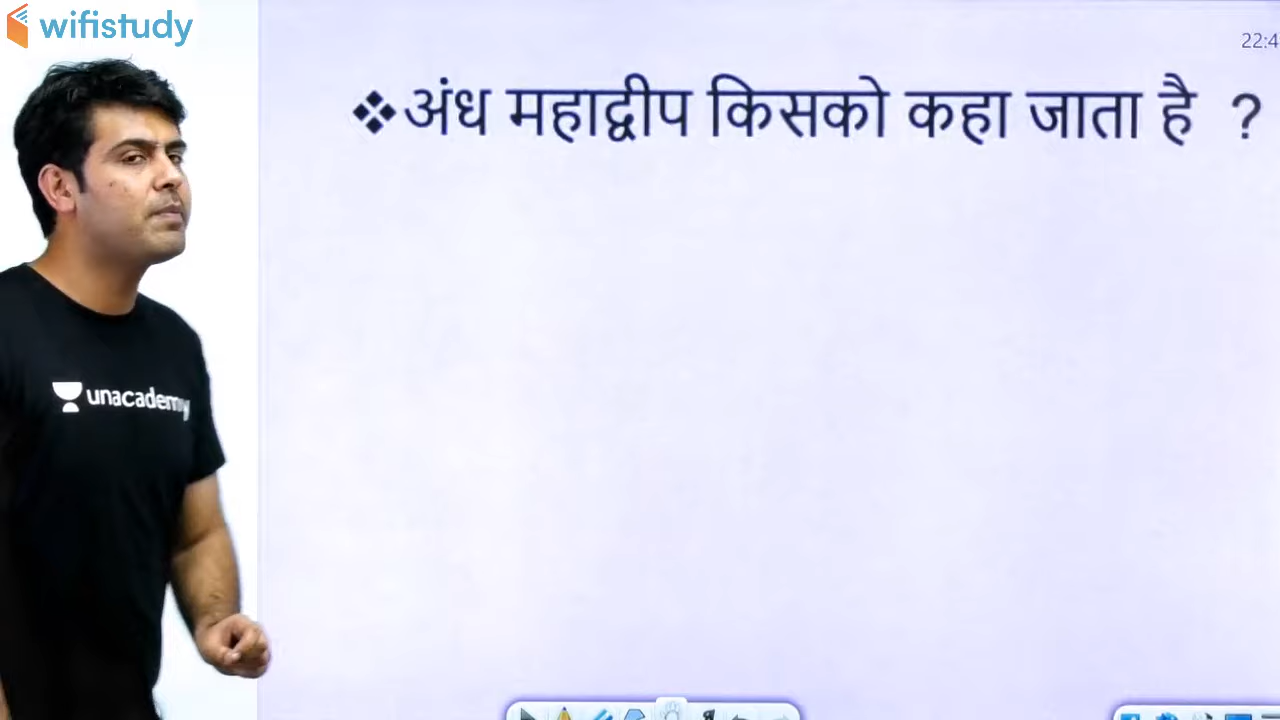 wifistudy
22:4
❖अंध महाद्वीप किसको कहा जाता है ?
unacademy